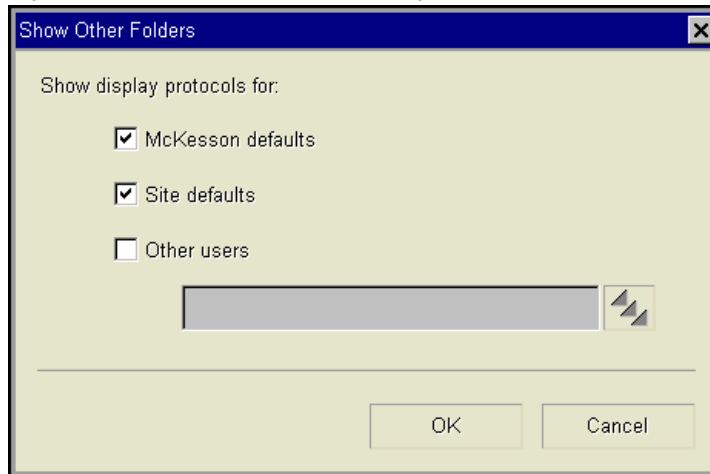 Show Other Folders
Show display protocols for:
McKesson defaults
Site defaults
Other users
OK
Cancel